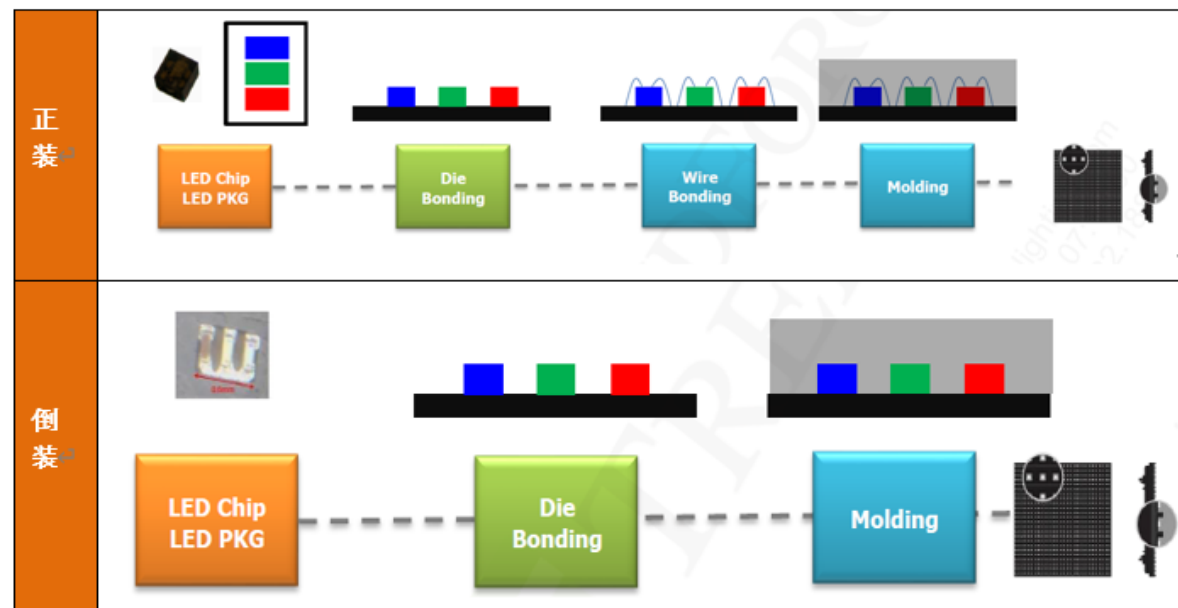 正
装
LED Chip
LED PKG
Die
Bonding
Wire
Bonding
Molding
倒
装
LED Chip
LED PKG
Die
Bonding
Molding